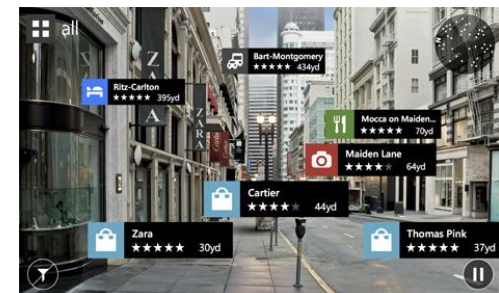 all
Bart-Montgomery
434yd
Ritz-Carlton
395yd
ZARA
ZARA
Mocca on Maiden...
70yd
Maiden Lane
64yd
Cartier
44yd
Zara
30yd
Thomas Pink
37yd